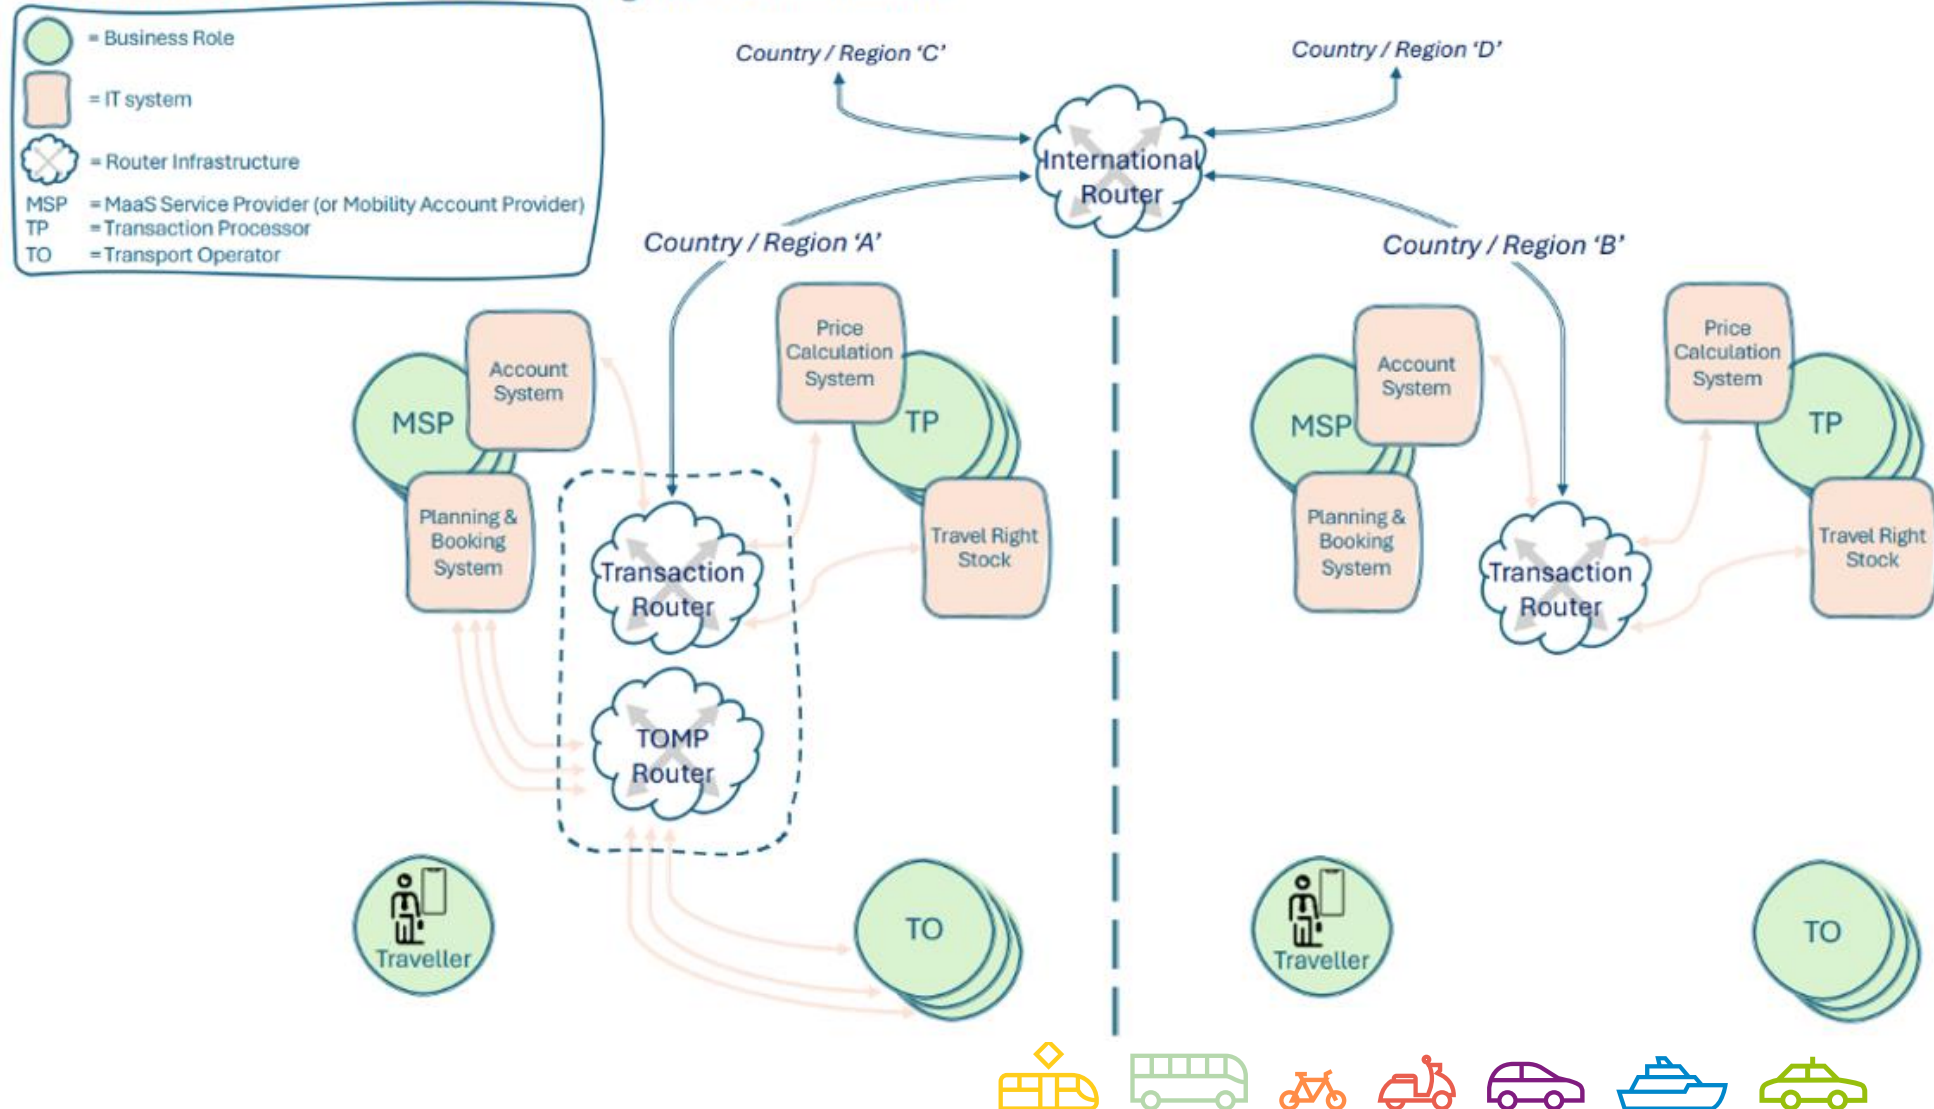 = Business Role
= IT system
= Router Infrastructure
MSP = MaaS Service Provider (or Mobility Account Provider)
TP = Transaction Processor
TO = Transport Operator
Country / Region ‘C’
Country / Region ‘D’
International
Router
Country / Region ‘A’
Country / Region ‘B’
MSP
Account
System
Planning &
Booking
System
Price
Calculation
System
TP
Travel Right
Stock
Transaction
Router
TOMP
Router
Traveller
TO
MSP
Account
System
Planning &
Booking
System
Price
Calculation
System
TP
Travel Right
Stock
Transaction
Router
Traveller
TO